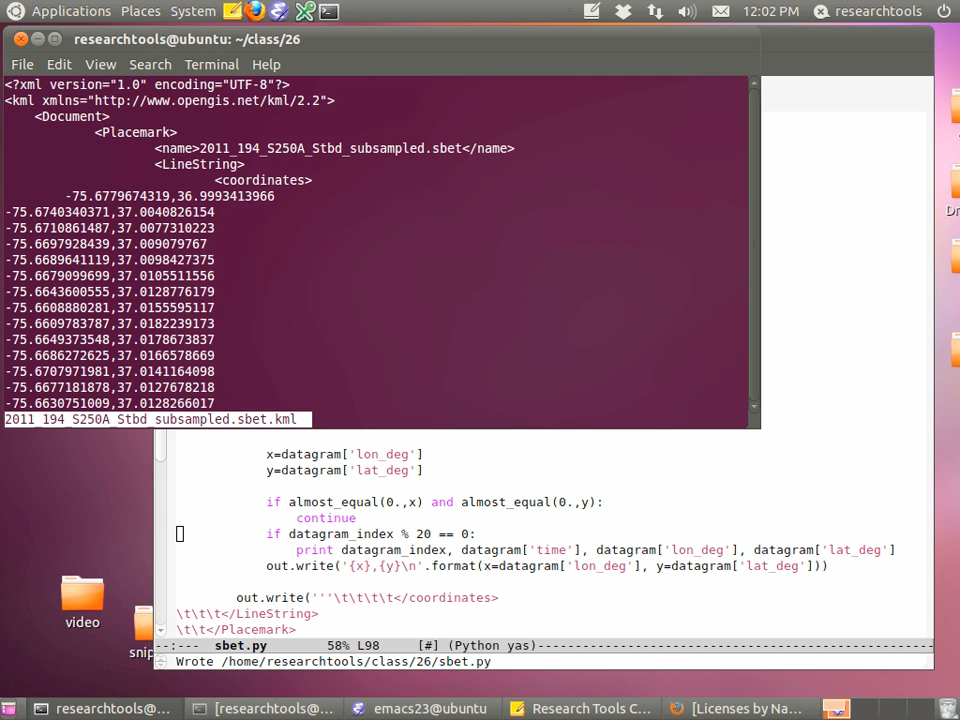 Applications Places System 12:02 PM researchtools
researchtools@ubuntu: ~/class/26
File Edit View Search Terminal Help
<?xml version="1.0" encoding="UTF-8"?>
<kml xmlns="http://www.opengis.net/kml/2.2">
<Document>
<Placemark>
<name>2011_194_S250A_Stbd_subsampled.sbet</name>
<LineString>
<coordinates>
-75.6779674319,36.9993413966
-75.6740340371,37.0040826154
-75.6710861487,37.0077310223
-75.6697928439,37.009079767
-75.6689641119,37.0098427375
-75.6679099699,37.0105511556
-75.6643600555,37.0128776179
-75.6608880281,37.0155595117
-75.6609783787,37.0182239173
-75.6649373548,37.0178673837
-75.6686272625,37.0166578669
-75.6707971981,37.0141164098
-75.6677181878,37.0127678218
-75.6630751009,37.0128266017
2011_194_S250A_Stbd_subsampled.sbet.kml
x=datagram['lon_deg']
y=datagram['lat_deg']
if almost_equal(0.,x) and almost_equal(0.,y):
continue
if datagram_index % 20 == 0:
print datagram_index, datagram['time'], datagram['lon_deg'], datagram['lat_deg']
out.write('{x},{y}\n'.format(x=datagram['lon_deg'], y=datagram['lat_deg']))
out.write('''\t\t\t\t</coordinates>
\t\t\t</LineString>
\t\t</Placemark>
--:--- sbet.py 58% L98 [#] (Python yas)
Wrote /home/researchtools/class/26/sbet.py
video
snip
Dr
researchtools@... [researchtools@... emacs23@ubuntu Research Tools C... [Licenses by Na...